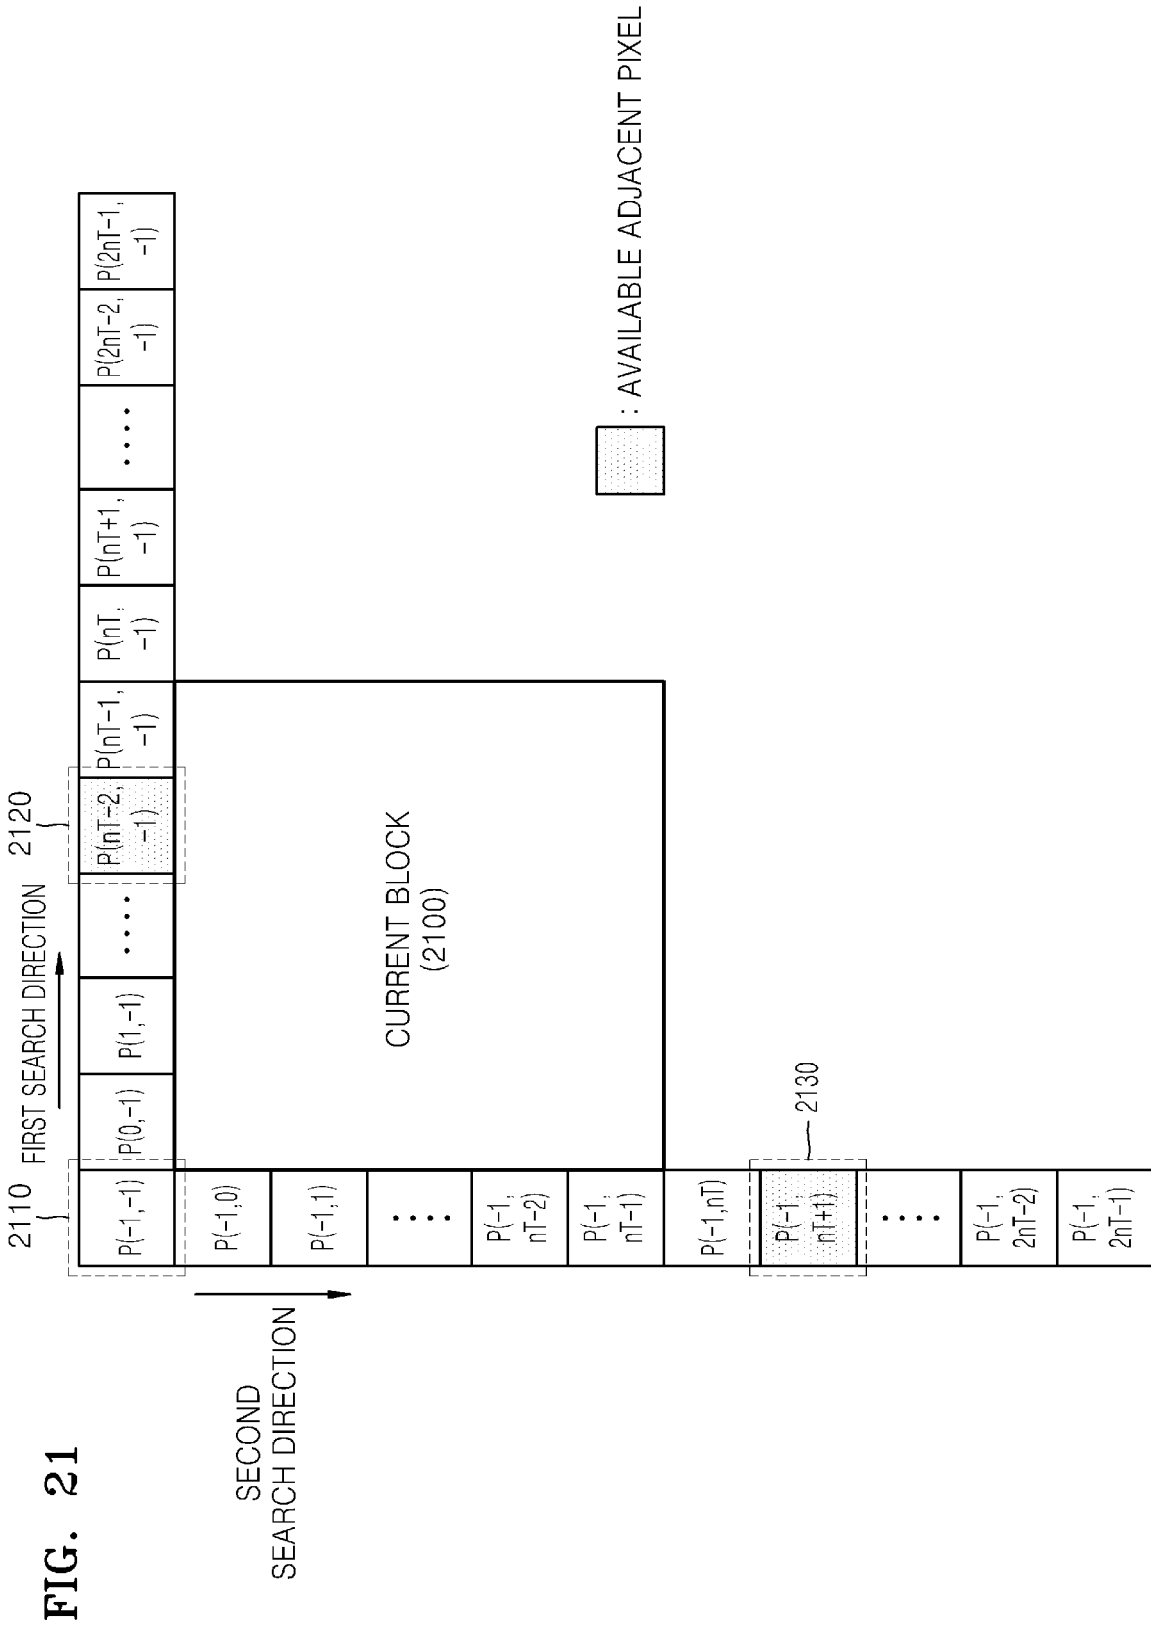 FIG. 21
2110
FIRST SEARCH DIRECTION
2120
P(-1,-1)
P(0,-1)
P(1,-1)
....
P(nT-2,
-1)
P(nT-1,
-1)
P(nT,
-1)
P(nT+1,
-1)
....
P(2nT-2,
-1)
P(2nT-1,
-1)
SECOND
SEARCH DIRECTION
P(-1,0)
P(-1,1)
....
P(-1,
nT-2)
P(-1,
nT-1)
P(-1,nT)
P(-1,
nT+1)
....
P(-1,
2nT-2)
P(-1,
2nT-1)
CURRENT BLOCK
(2100)
2130
: AVAILABLE ADJACENT PIXEL